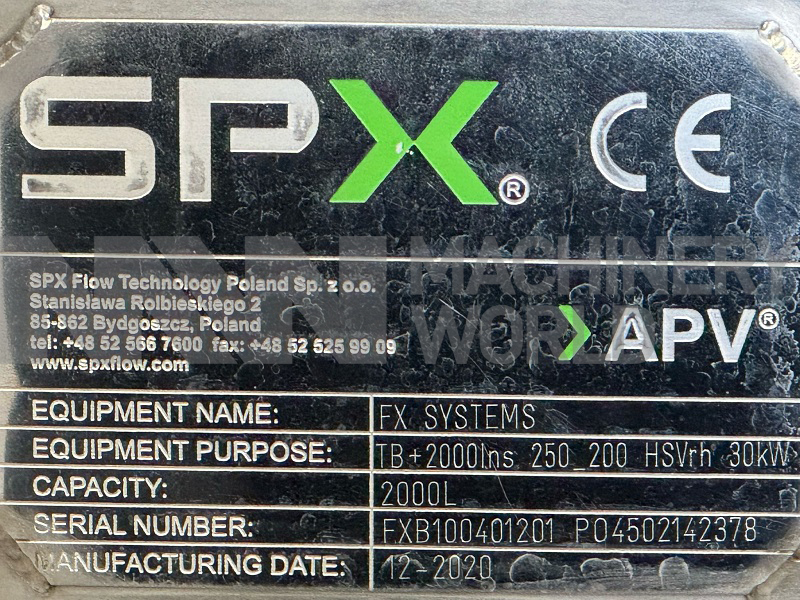 SPX® CE
MACHINERY
WORLD
SPX Flow Technology Poland Sp. z o.o.
Stanisława Rolbieskiego 2
85-862 Bydgoszcz, Poland
tel: +48 52 566 7600 fax: +48 52 525 99 09
www.spxflow.com
APV®
EQUIPMENT NAME: FX SYSTEMS
EQUIPMENT PURPOSE: TB+2000lns 250_200 HSVrh 30kW
CAPACITY: 2000L
SERIAL NUMBER: FXB100401201 PO4502142378
MANUFACTURING DATE: 12-2020